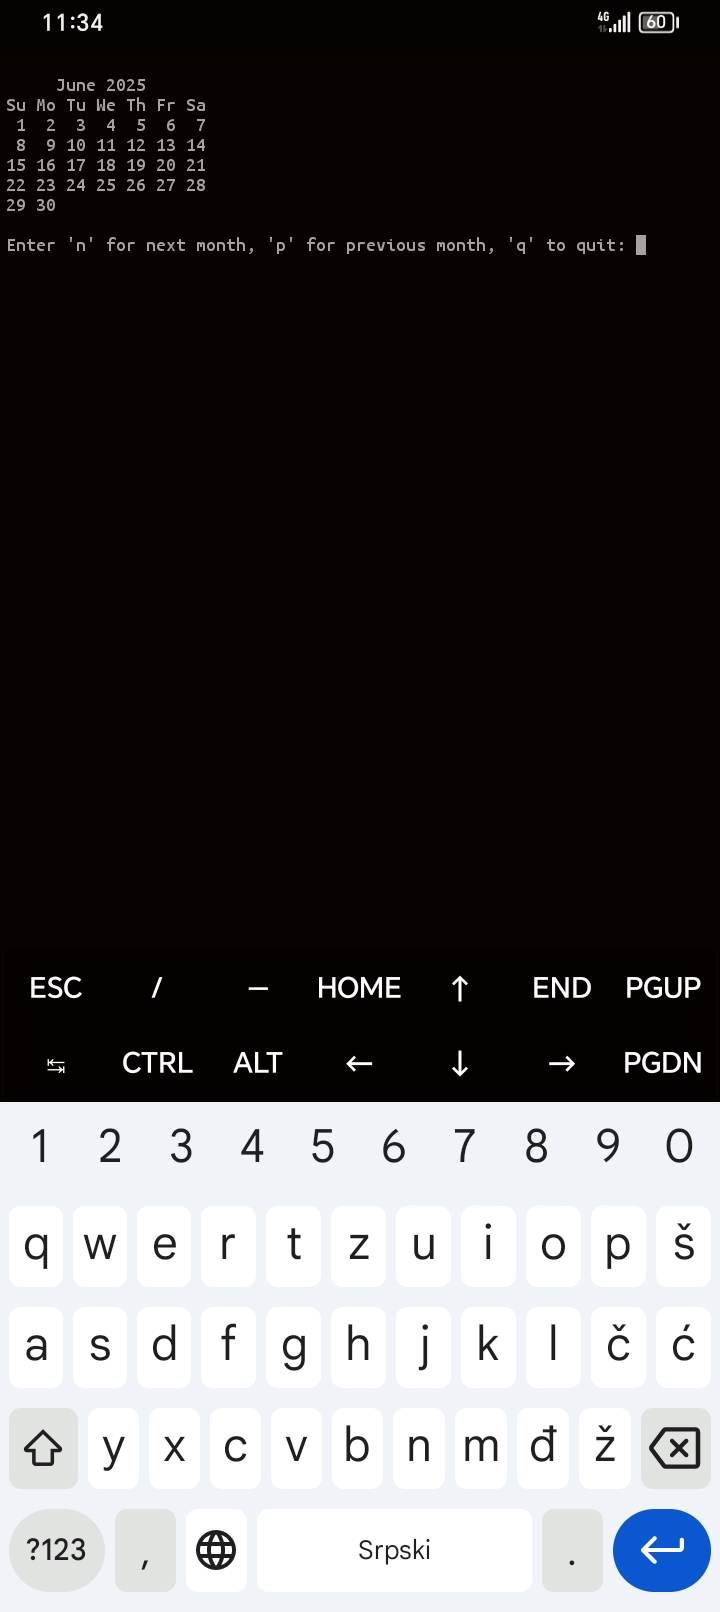 11:34
4G 60
June 2025
Su Mo Tu We Th Fr Sa
1 2 3 4 5 6 7
8 9 10 11 12 13 14
15 16 17 18 19 20 21
22 23 24 25 26 27 28
29 30
Enter 'n' for next month, 'p' for previous month, 'q' to quit:
ESC / — HOME ↑ END PGUP
↹ CTRL ALT ← ↓ → PGDN
1 2 3 4 5 6 7 8 9 0
q w e r t z u i o p š
a s d f g h j k l č ć
y x c v b n m đ ž
?123 , Srpski .